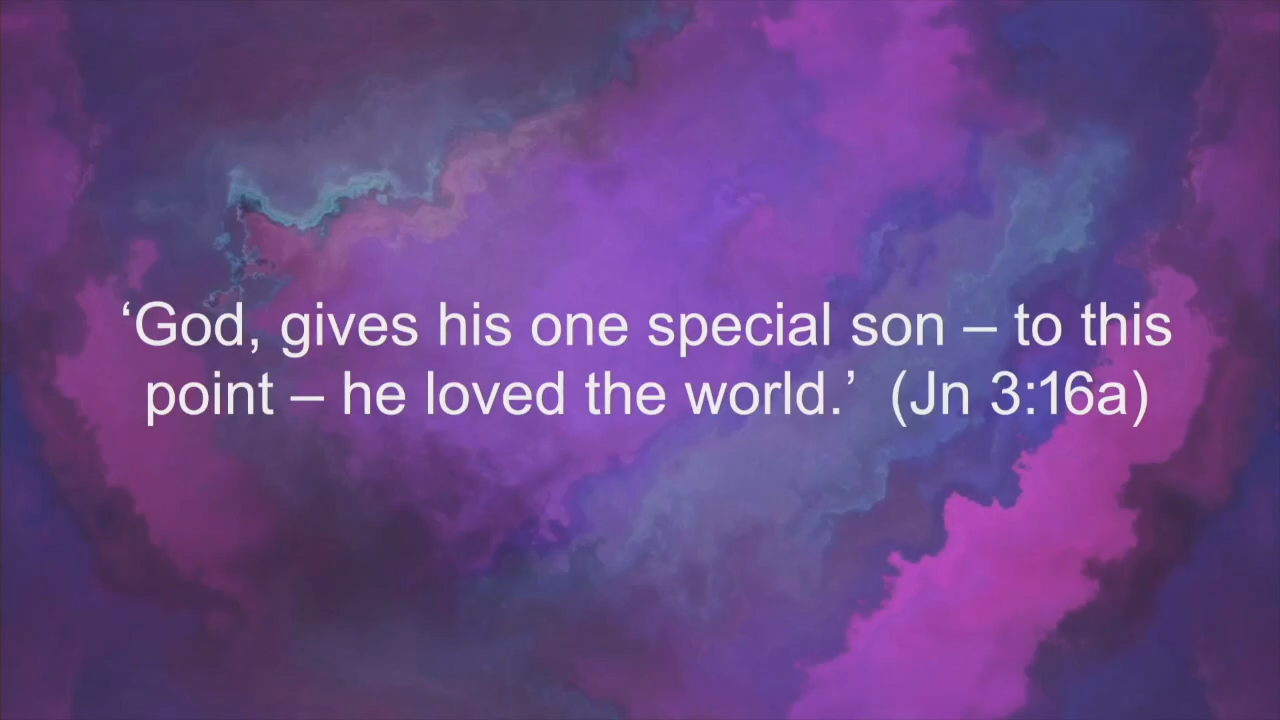 ‘God, gives his one special son – to this
point – he loved the world.’  (Jn 3:16a)